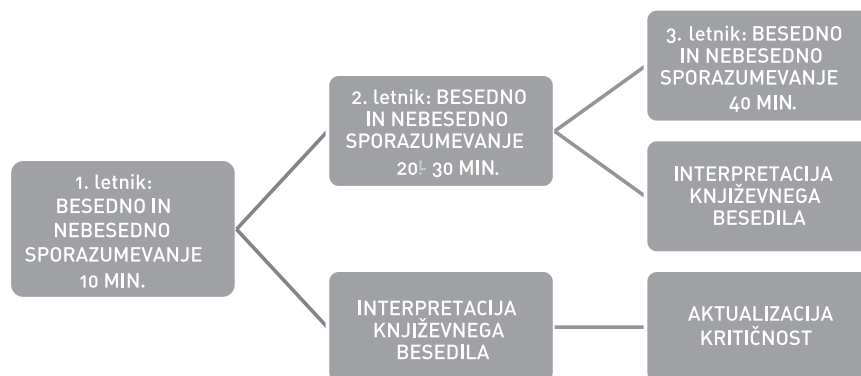 1. letnik:
BESEDNO IN
NEBESEDNO
SPORAZUMEVANJE
10 MIN.
2. letnik: BESEDNO
IN NEBESEDNO
SPORAZUMEVANJE
20- 30 MIN.
INTERPRETACIJA
KNJIŽEVNEGA
BESEDILA
3. letnik: BESEDNO
IN NEBESEDNO
SPORAZUMEVANJE
40 MIN.
INTERPRETACIJA
KNJIŽEVNEGA
BESEDILA
AKTUALIZACIJA
KRITIČNOST